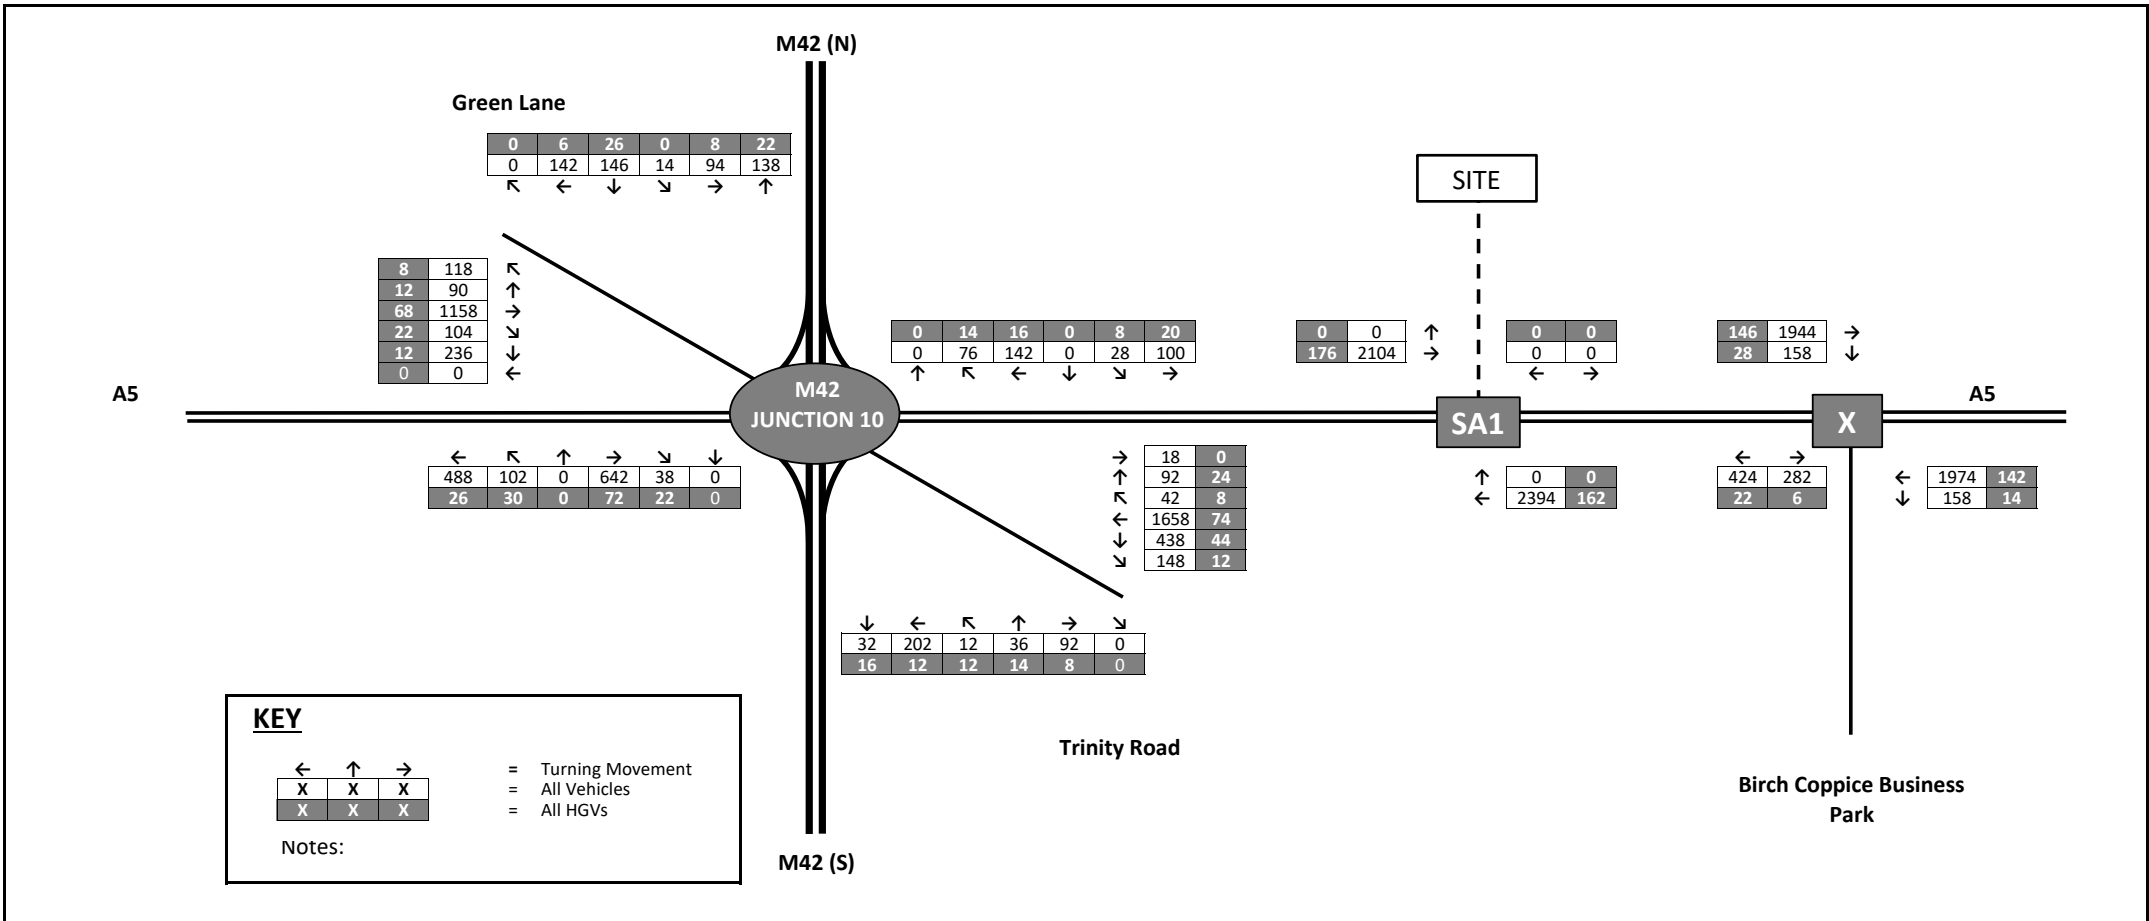 M42 (N)
Green Lane
0 6 26 0 8 22
0 142 146 14 94 138
↖ ← ↓ ↘ → ↑
SITE
8 118 ↖
12 90 ↑
68 1158 →
22 104 ↘
12 236 ↓
0 0 ←
0 14 16 0 8 20
0 76 142 0 28 100
↑ ↖ ← ↓ ↘ →
0 0 ↑
176 2104 →
0 0
0 0
← →
146 1944 →
28 158 ↓
A5
M42
JUNCTION 10
SA1
X
A5
← ↖ ↑ → ↘ ↓
488 102 0 642 38 0
26 30 0 72 22 0
→ 18 0
↑ 92 24
↖ 42 8
← 1658 74
↓ 438 44
↘ 148 12
↑ 0 0
← 2394 162
← →
424 282
22 6
← 1974 142
↓ 158 14
↓ ← ↖ ↑ → ↘
32 202 12 36 92 0
16 12 12 14 8 0
Trinity Road
Birch Coppice Business
Park
KEY
← ↑ → = Turning Movement
X X X = All Vehicles
X X X = All HGVs
Notes:
M42 (S)